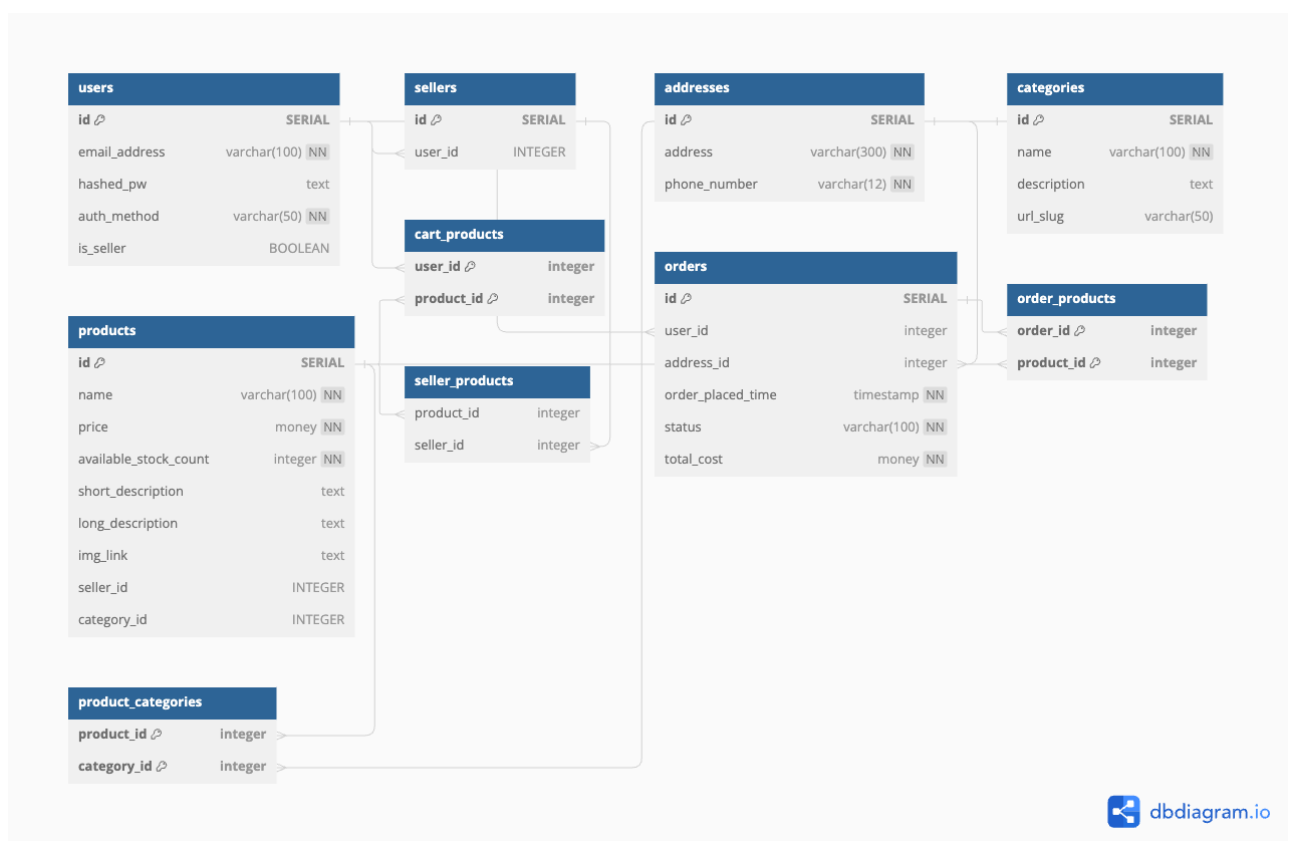 users
id SERIAL
email_address varchar(100) NN
hashed_pw text
auth_method varchar(50) NN
is_seller BOOLEAN
sellers
id SERIAL
user_id INTEGER
addresses
id SERIAL
address varchar(300) NN
phone_number varchar(12) NN
categories
id SERIAL
name varchar(100) NN
description text
url_slug varchar(50)
cart_products
user_id integer
product_id integer
orders
id SERIAL
user_id integer
address_id integer
order_placed_time timestamp NN
status varchar(100) NN
total_cost money NN
order_products
order_id integer
product_id integer
products
id SERIAL
name varchar(100) NN
price money NN
available_stock_count integer NN
short_description text
long_description text
img_link text
seller_id INTEGER
category_id INTEGER
seller_products
product_id integer
seller_id integer
product_categories
product_id integer
category_id integer
dbdiagram.io